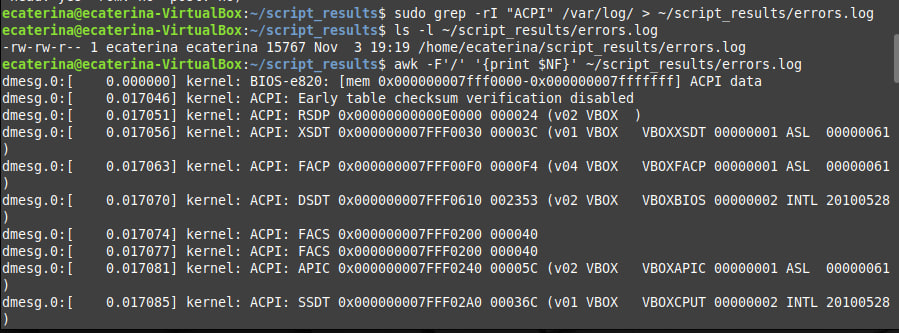 ecaterina@ecaterina-VirtualBox:~/script_results$ sudo grep -rI "ACPI" /var/log/ > ~/script_results/errors.log
ecaterina@ecaterina-VirtualBox:~/script_results$ ls -l ~/script_results/errors.log
-rw-rw-r-- 1 ecaterina ecaterina 15767 Nov  3 19:19 /home/ecaterina/script_results/errors.log
ecaterina@ecaterina-VirtualBox:~/script_results$ awk -F'/' '{print $NF}' ~/script_results/errors.log
dmesg.0:[    0.000000] kernel: BIOS-e820: [mem 0x000000007fff0000-0x000000007fffffff] ACPI data
dmesg.0:[    0.017046] kernel: ACPI: Early table checksum verification disabled
dmesg.0:[    0.017051] kernel: ACPI: RSDP 0x00000000000E0000 000024 (v02 VBOX  )
dmesg.0:[    0.017056] kernel: ACPI: XSDT 0x000000007FFF0030 00003C (v01 VBOX   VBOXXSDT 00000001 ASL  00000061
)
dmesg.0:[    0.017063] kernel: ACPI: FACP 0x000000007FFF00F0 0000F4 (v04 VBOX   VBOXFACP 00000001 ASL  00000061
)
dmesg.0:[    0.017070] kernel: ACPI: DSDT 0x000000007FFF0610 002353 (v02 VBOX   VBOXBIOS 00000002 INTL 20100528
)
dmesg.0:[    0.017074] kernel: ACPI: FACS 0x000000007FFF0200 000040
dmesg.0:[    0.017077] kernel: ACPI: FACS 0x000000007FFF0200 000040
dmesg.0:[    0.017081] kernel: ACPI: APIC 0x000000007FFF0240 00005C (v02 VBOX   VBOXAPIC 00000001 ASL  00000061
)
dmesg.0:[    0.017085] kernel: ACPI: SSDT 0x000000007FFF02A0 00036C (v01 VBOX   VBOXCPUT 00000002 INTL 20100528
)